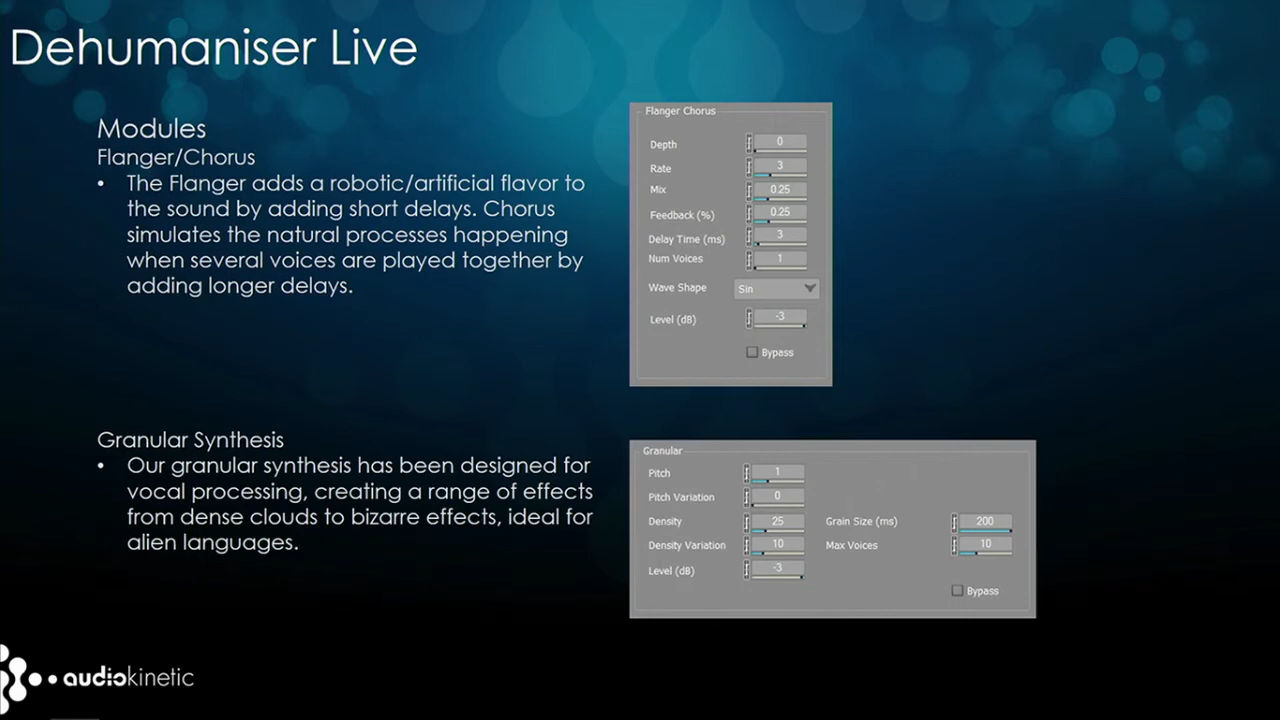 Dehumaniser Live
Modules
Flanger/Chorus
• The Flanger adds a robotic/artificial flavor to
the sound by adding short delays. Chorus
simulates the natural processes happening
when several voices are played together by
adding longer delays.
Flanger Chorus
Depth 0
Rate 3
Mix 0.25
Feedback (%) 0.25
Delay Time (ms) 3
Num Voices 1
Wave Shape Sin
Level (dB) -3
Bypass
Granular Synthesis
• Our granular synthesis has been designed for
vocal processing, creating a range of effects
from dense clouds to bizarre effects, ideal for
alien languages.
Granular
Pitch 1
Pitch Variation 0
Density 25 Grain Size (ms) 200
Density Variation 10 Max Voices 10
Level (dB) -3
Bypass
audiokinetic